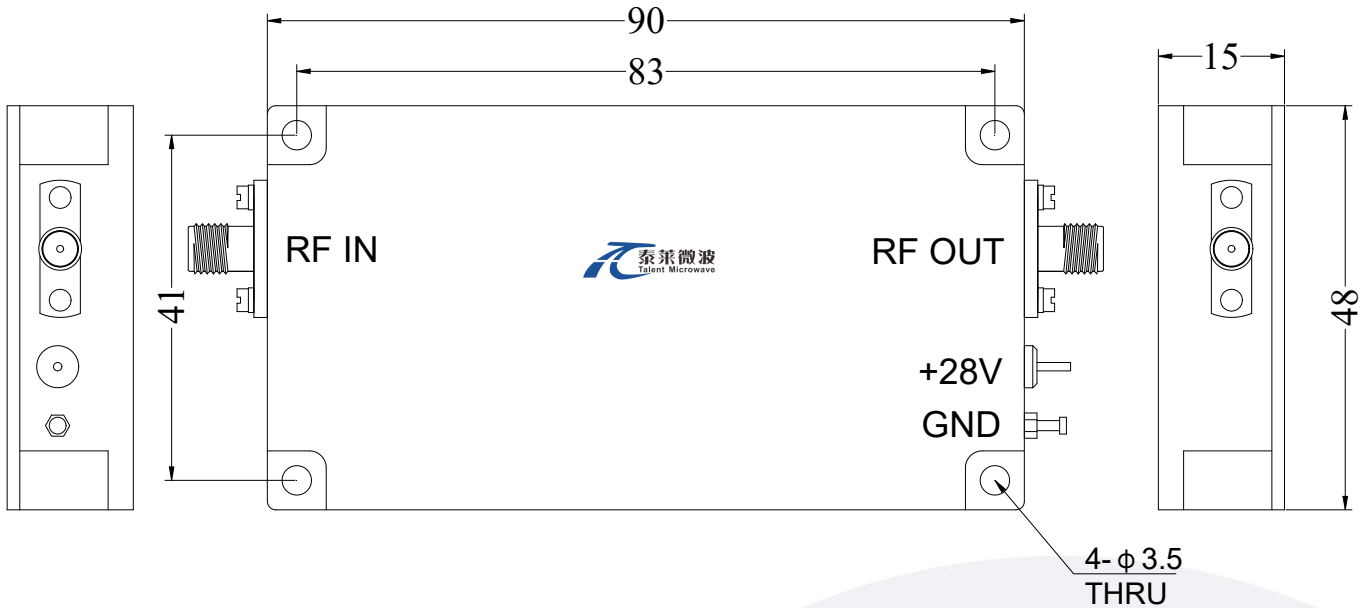 90
83
15
RF IN
泰莱微波
Talent Microwave
RF OUT
41
48
+28V
GND
4- φ 3.5
THRU